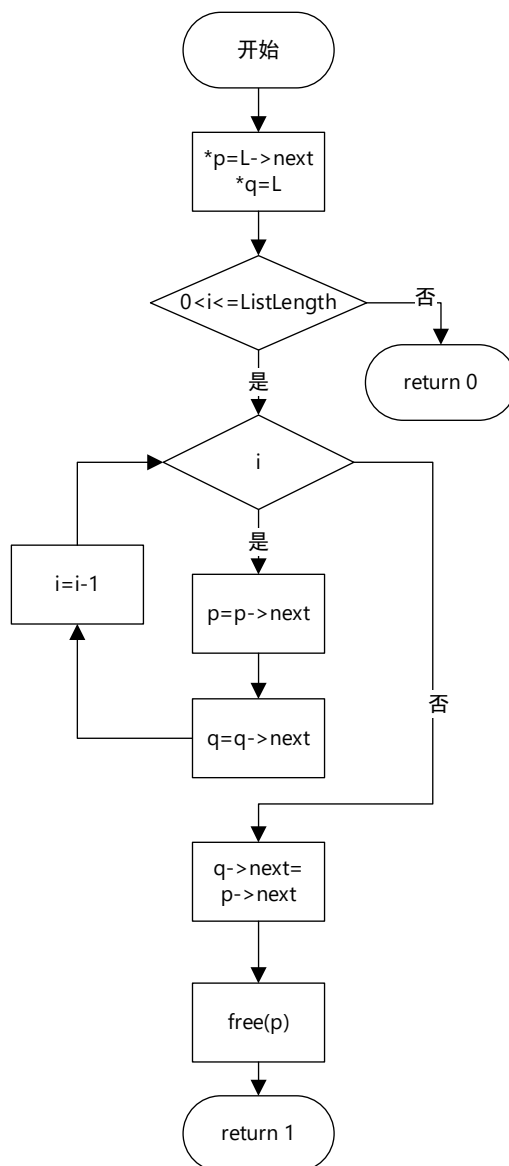 开始
*p=L->next
*q=L
0<i<=ListLength
否
return 0
是
i
是
i=i-1
p=p->next
否
q=q->next
q->next=
p->next
free(p)
return 1